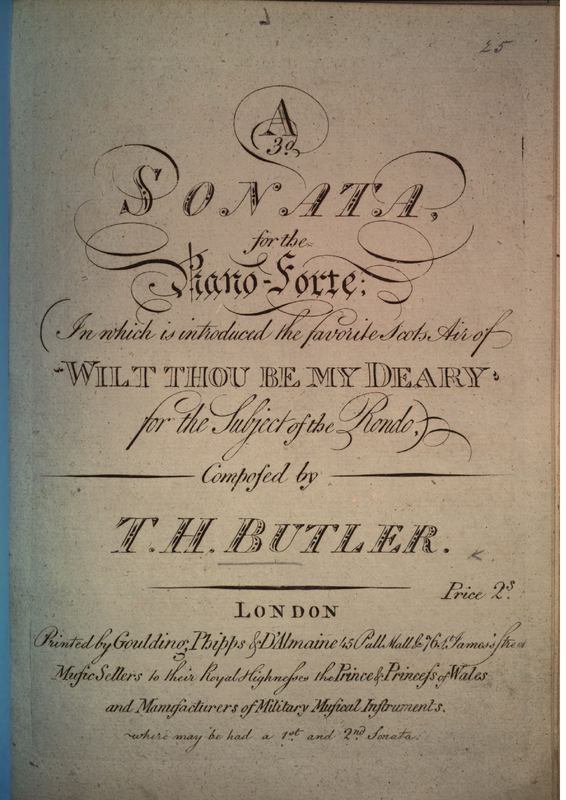 25
A
3d
SONATA,
for the
Piano-Forte:
(In which is introduced the favorite Scots Air of
"WILT THOU BE MY DEARY"
for the Subject of the Rondo,)
Compoſed by
T. H. BUTLER.
Price 2s.
LONDON
Printed by Goulding, Phipps & D'Almaine 45 Pall Mall & 76 St. James's Street
Muſic Sellers to their Royal Highneſſes the Prince & Princeſs of Wales
and Manufacturers of Military Muſical Instruments.
where may be had a 1st and 2nd Sonata.